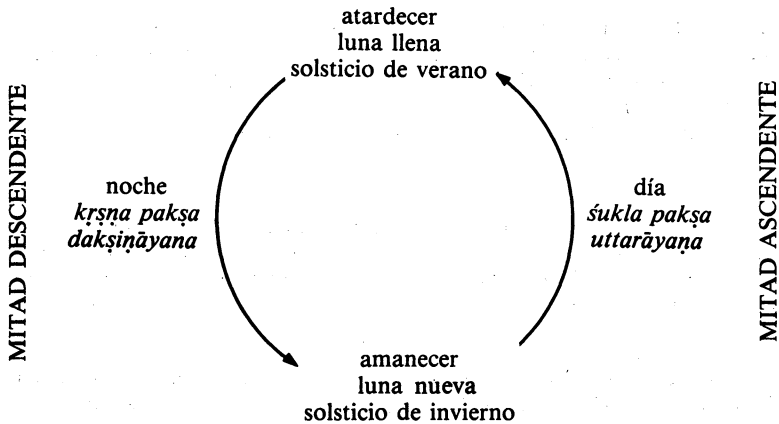 atardecer
luna llena
solsticio de verano
MITAD DESCENDENTE
noche
kṛṣṇa pakṣa
dakṣiṇāyana
día
śukla pakṣa
uttarāyaṇa
MITAD ASCENDENTE
amanecer
luna nueva
solsticio de invierno